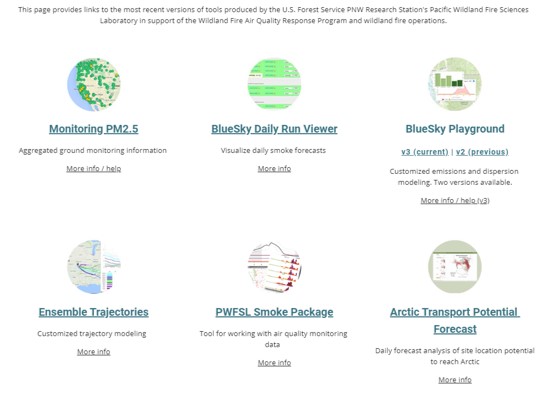 This page provides links to the most recent versions of tools produced by the U.S. Forest Service PNW Research Station's Pacific Wildland Fire Sciences
Laboratory in support of the Wildland Fire Air Quality Response Program and wildland fire operations.
Monitoring PM2.5
Aggregated ground monitoring information
More info / help
BlueSky Daily Run Viewer
Visualize daily smoke forecasts
More info
BlueSky Playground
v3 (current) | v2 (previous)
Customized emissions and dispersion
modeling. Two versions available.
More info / help (v3)
Ensemble Trajectories
Customized trajectory modeling
More info
PWFSL Smoke Package
Tool for working with air quality monitoring
data
More info
Arctic Transport Potential
Forecast
Daily forecast analysis of site location potential
to reach Arctic
More info